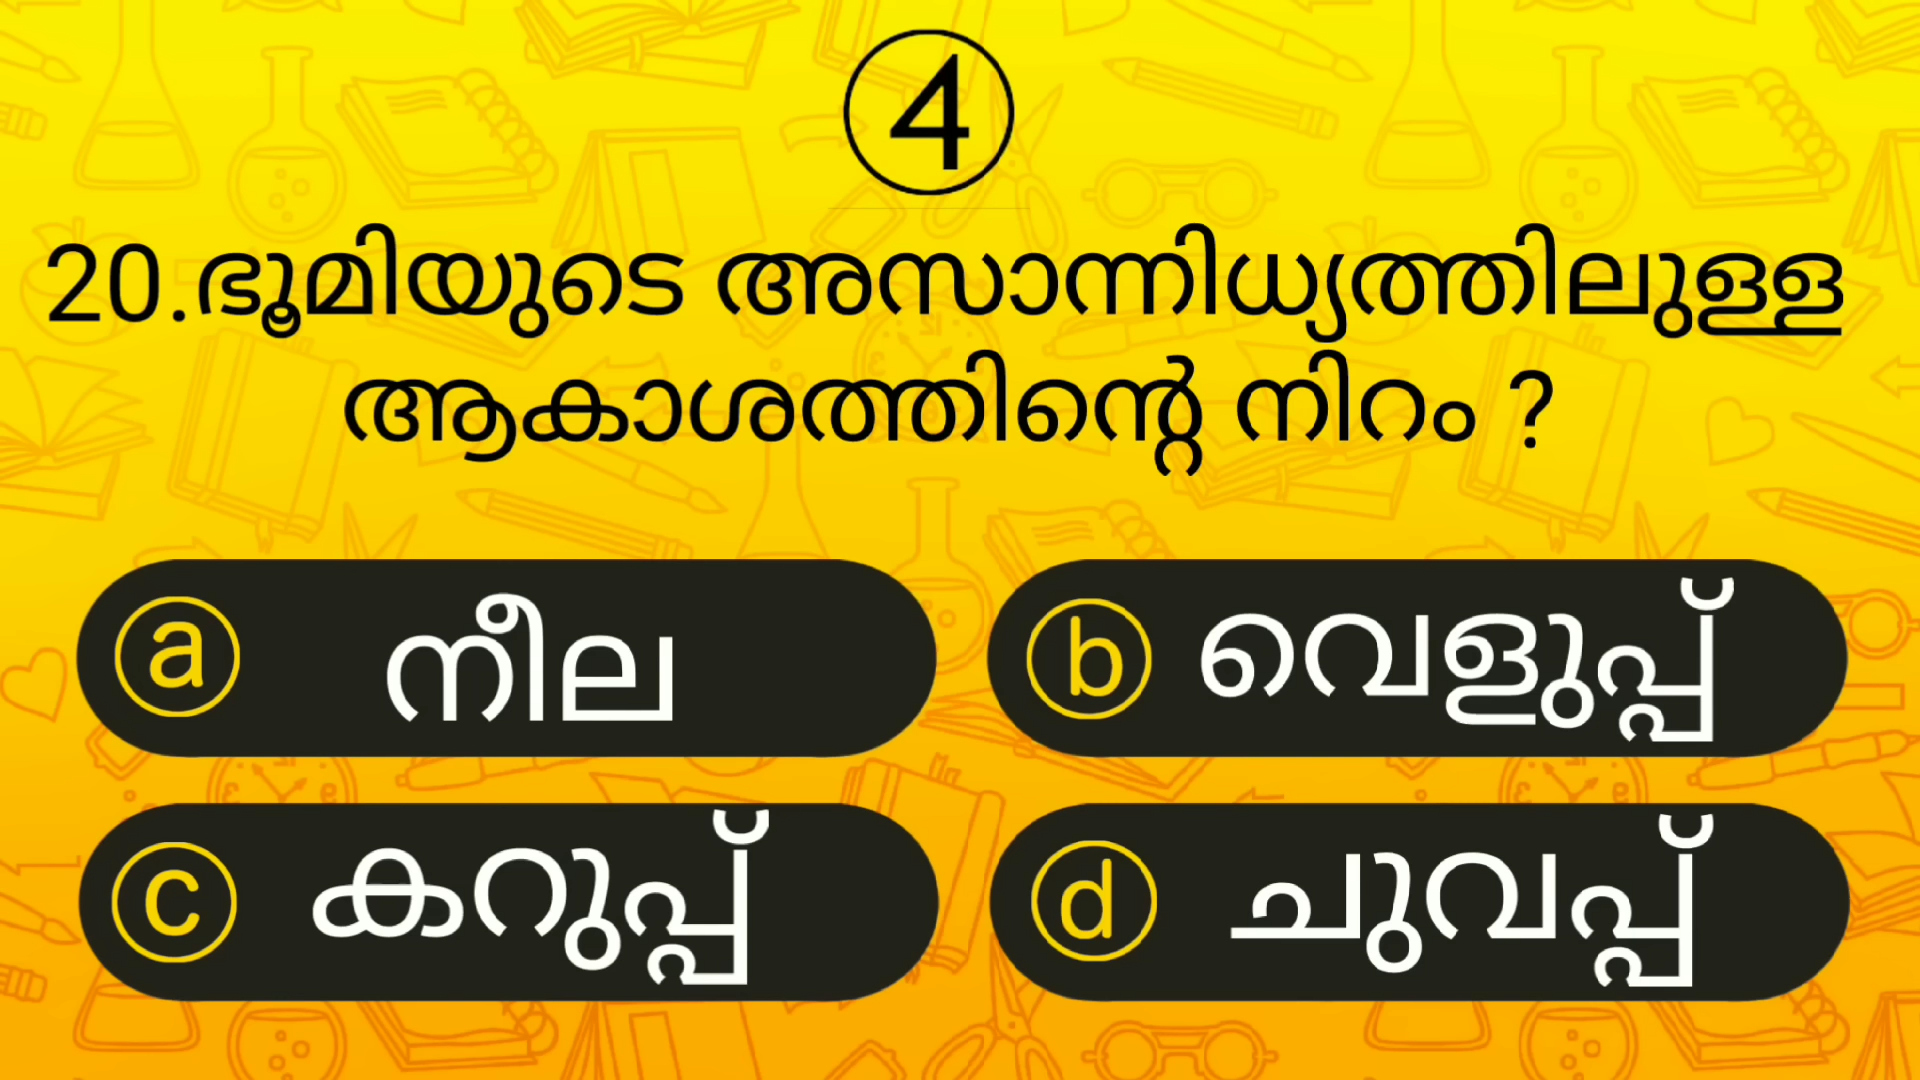 4
20.ഭൂമിയുടെ അസാന്നിധ്യത്തിലുള്ള
ആകാശത്തിന്റെ നിറം ?
a നീല
b വെളുപ്പ്
c കറുപ്പ്
d ചുവപ്പ്